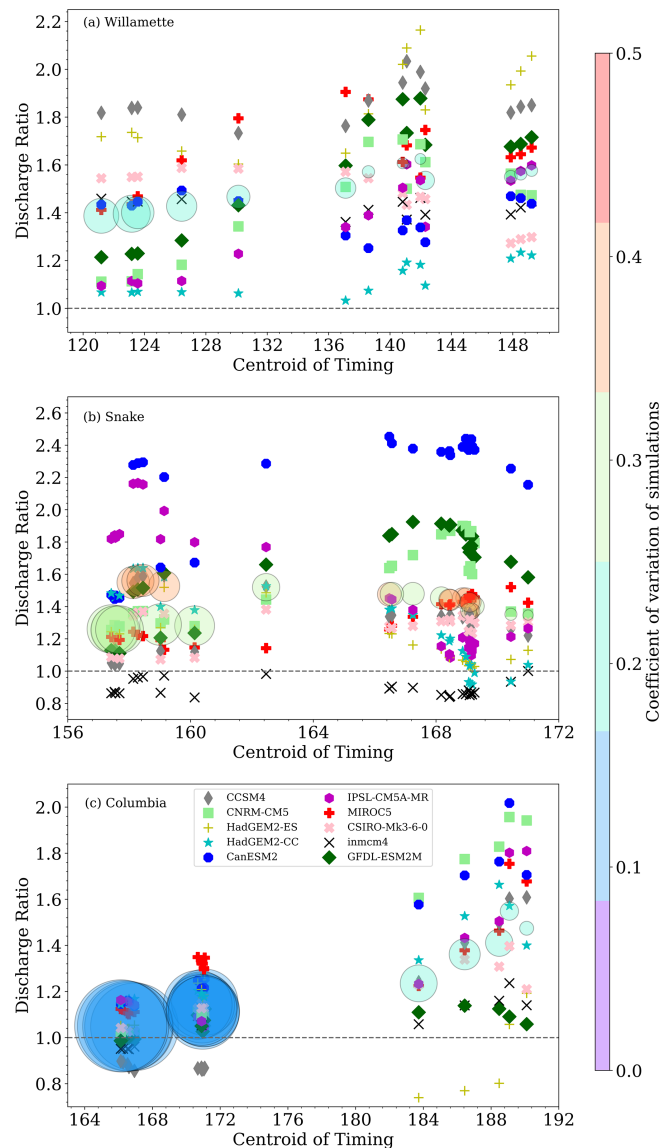 (a) Willamette
2.2
2.0
1.8
1.6
1.4
1.2
1.0
Discharge Ratio
120 124 128 132 136 140 144 148
Centroid of Timing
(b) Snake
2.6
2.4
2.2
2.0
1.8
1.6
1.4
1.2
1.0
0.8
Discharge Ratio
156 160 164 168 172
Centroid of Timing
(c) Columbia
CCSM4
CNRM-CM5
HadGEM2-ES
HadGEM2-CC
CanESM2
IPSL-CM5A-MR
MIROC5
CSIRO-Mk3-6-0
inmcm4
GFDL-ESM2M
2.0
1.8
1.6
1.4
1.2
1.0
0.8
Discharge Ratio
164 168 172 176 180 184 188 192
Centroid of Timing
0.5
0.4
0.3
0.2
0.1
0.0
Coefficient of variation of simulations